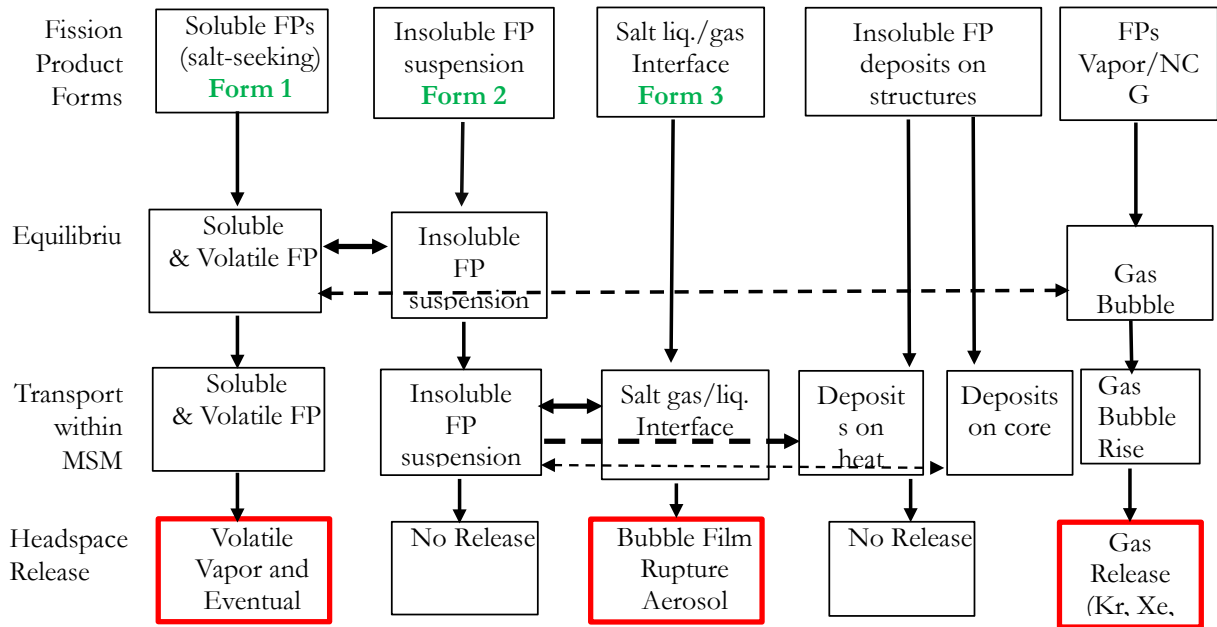 Fission
Product
Forms
Soluble FPs
(salt-seeking)
Form 1
Insoluble FP
suspension
Form 2
Salt liq./gas
Interface
Form 3
Insoluble FP
deposits on
structures
FPs
Vapor/NC
G
Equilibriu
Soluble
& Volatile FP
Insoluble
FP
suspension
Gas
Bubble
Transport
within
MSM
Soluble
& Volatile FP
Insoluble
FP
suspension
Salt gas/liq.
Interface
Deposit
s on
heat
Deposits
on core
Gas
Bubble
Rise
Headspace
Release
Volatile
Vapor and
Eventual
No Release
Bubble Film
Rupture
Aerosol
No Release
Gas
Release
(Kr, Xe,